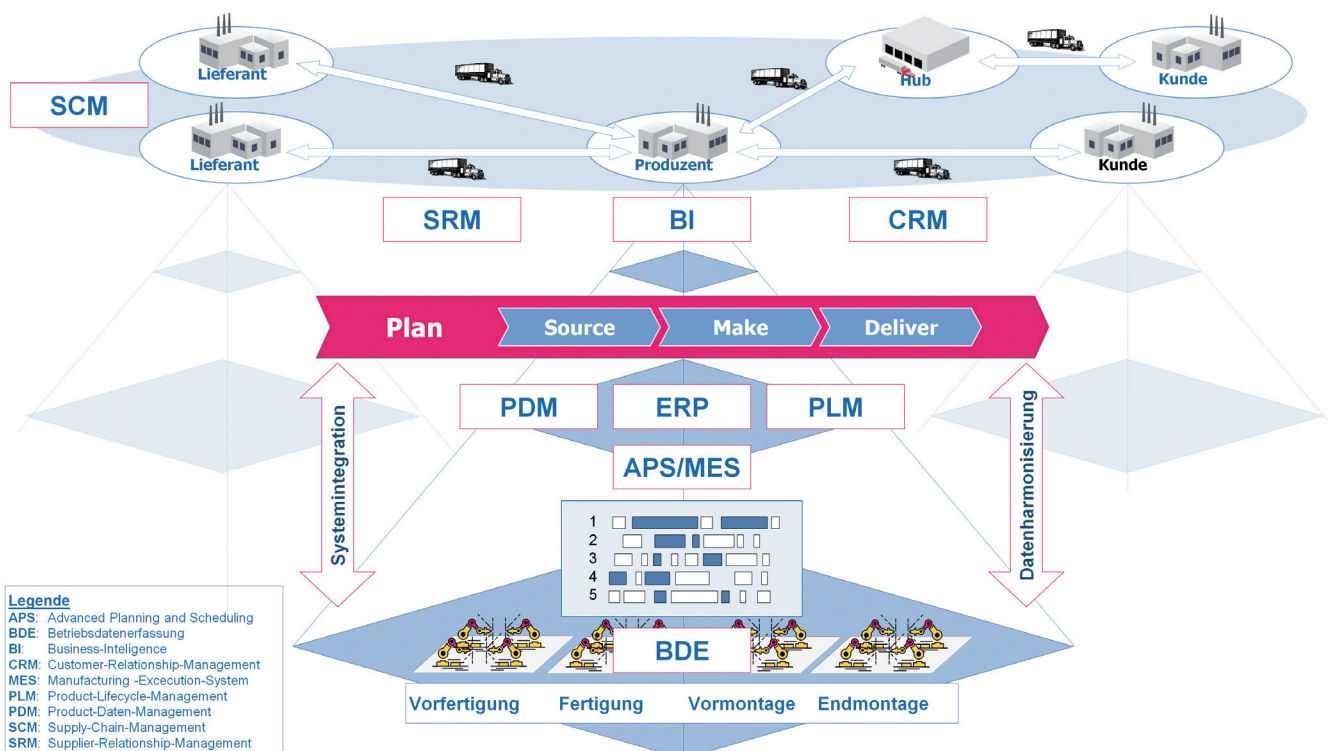 Lieferant
Hub
Kunde
SCM
Lieferant
Produzent
Kunde
SRM
BI
CRM
Plan
Source
Make
Deliver
PDM
ERP
PLM
APS/MES
Systemintegration
Datenharmonisierung
1
2
3
4
5
BDE
Vorfertigung
Fertigung
Vormontage
Endmontage
Legende
APS: Advanced Planning and Scheduling
BDE: Betriebsdatenerfassung
BI: Business-Inteligence
CRM: Customer-Relationship-Management
MES: Manufacturing -Excecution-System
PLM: Product-Lifecycle-Management
PDM: Product-Daten-Management
SCM: Supply-Chain-Management
SRM: Supplier-Relationship-Management